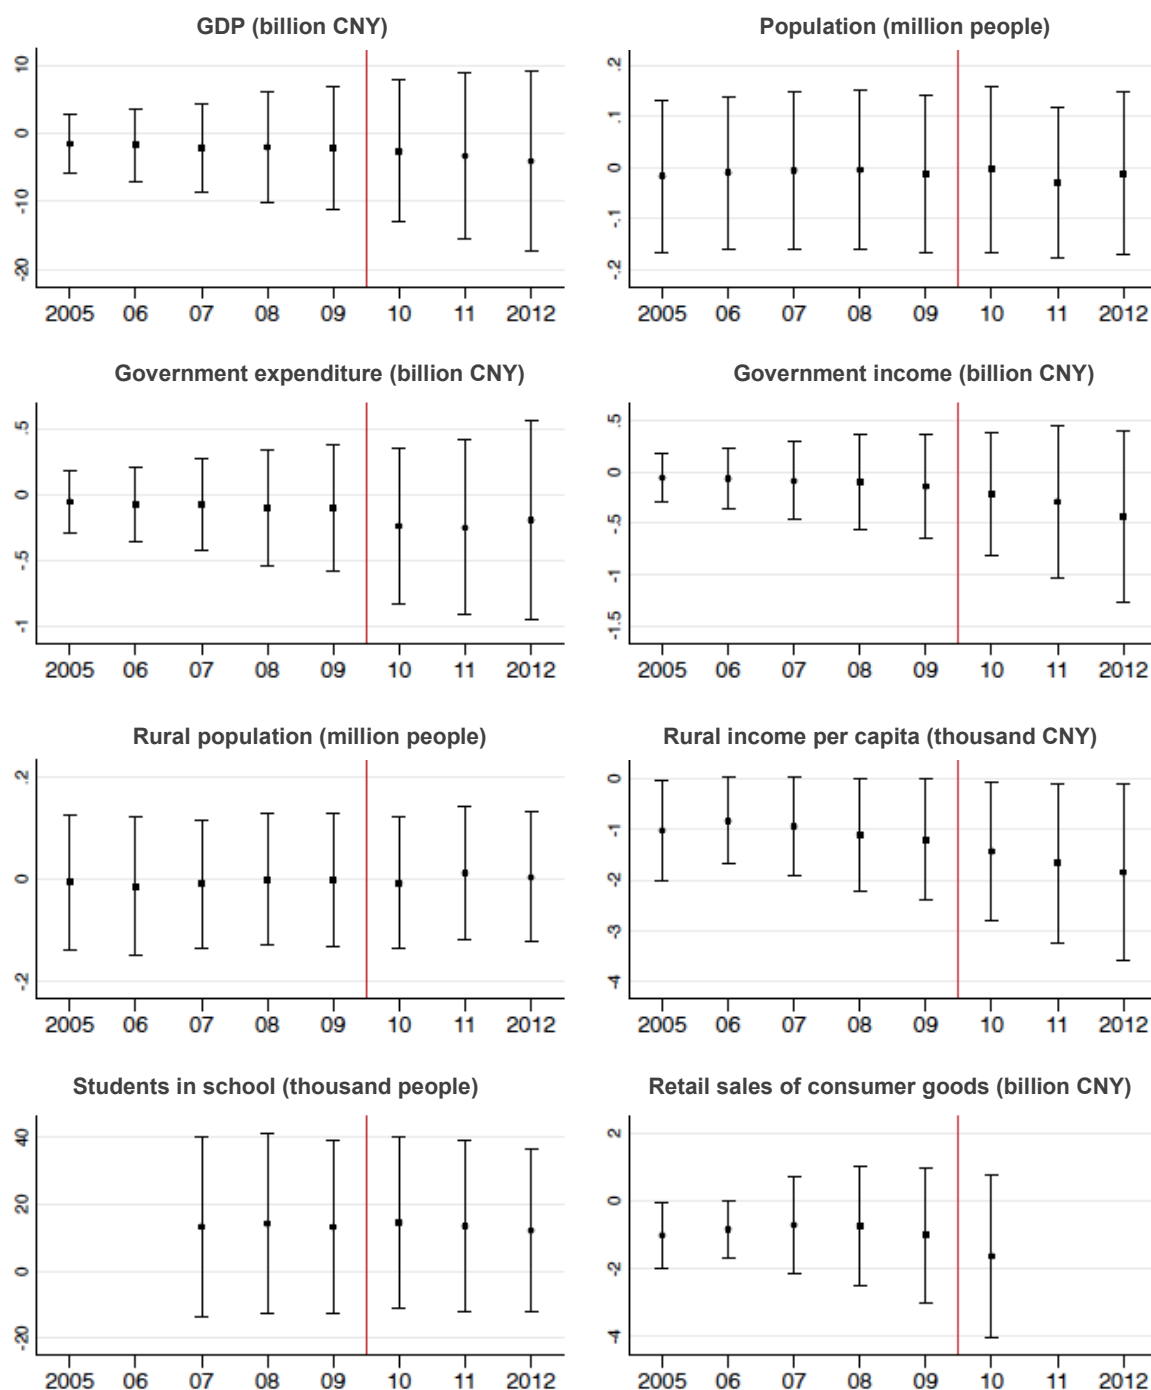 GDP (billion CNY)
10
0
-10
-20
2005 06 07 08 09 10 11 2012
Population (million people)
.2
.1
0
-.1
-.2
2005 06 07 08 09 10 11 2012
Government expenditure (billion CNY)
.5
0
-.5
-1
2005 06 07 08 09 10 11 2012
Government income (billion CNY)
.5
0
-.5
-1
-1.5
2005 06 07 08 09 10 11 2012
Rural population (million people)
.2
0
-.2
2005 06 07 08 09 10 11 2012
Rural income per capita (thousand CNY)
0
-1
-2
-3
-4
2005 06 07 08 09 10 11 2012
Students in school (thousand people)
40
20
0
-20
2005 06 07 08 09 10 11 2012
Retail sales of consumer goods (billion CNY)
2
0
-2
-4
2005 06 07 08 09 10 11 2012